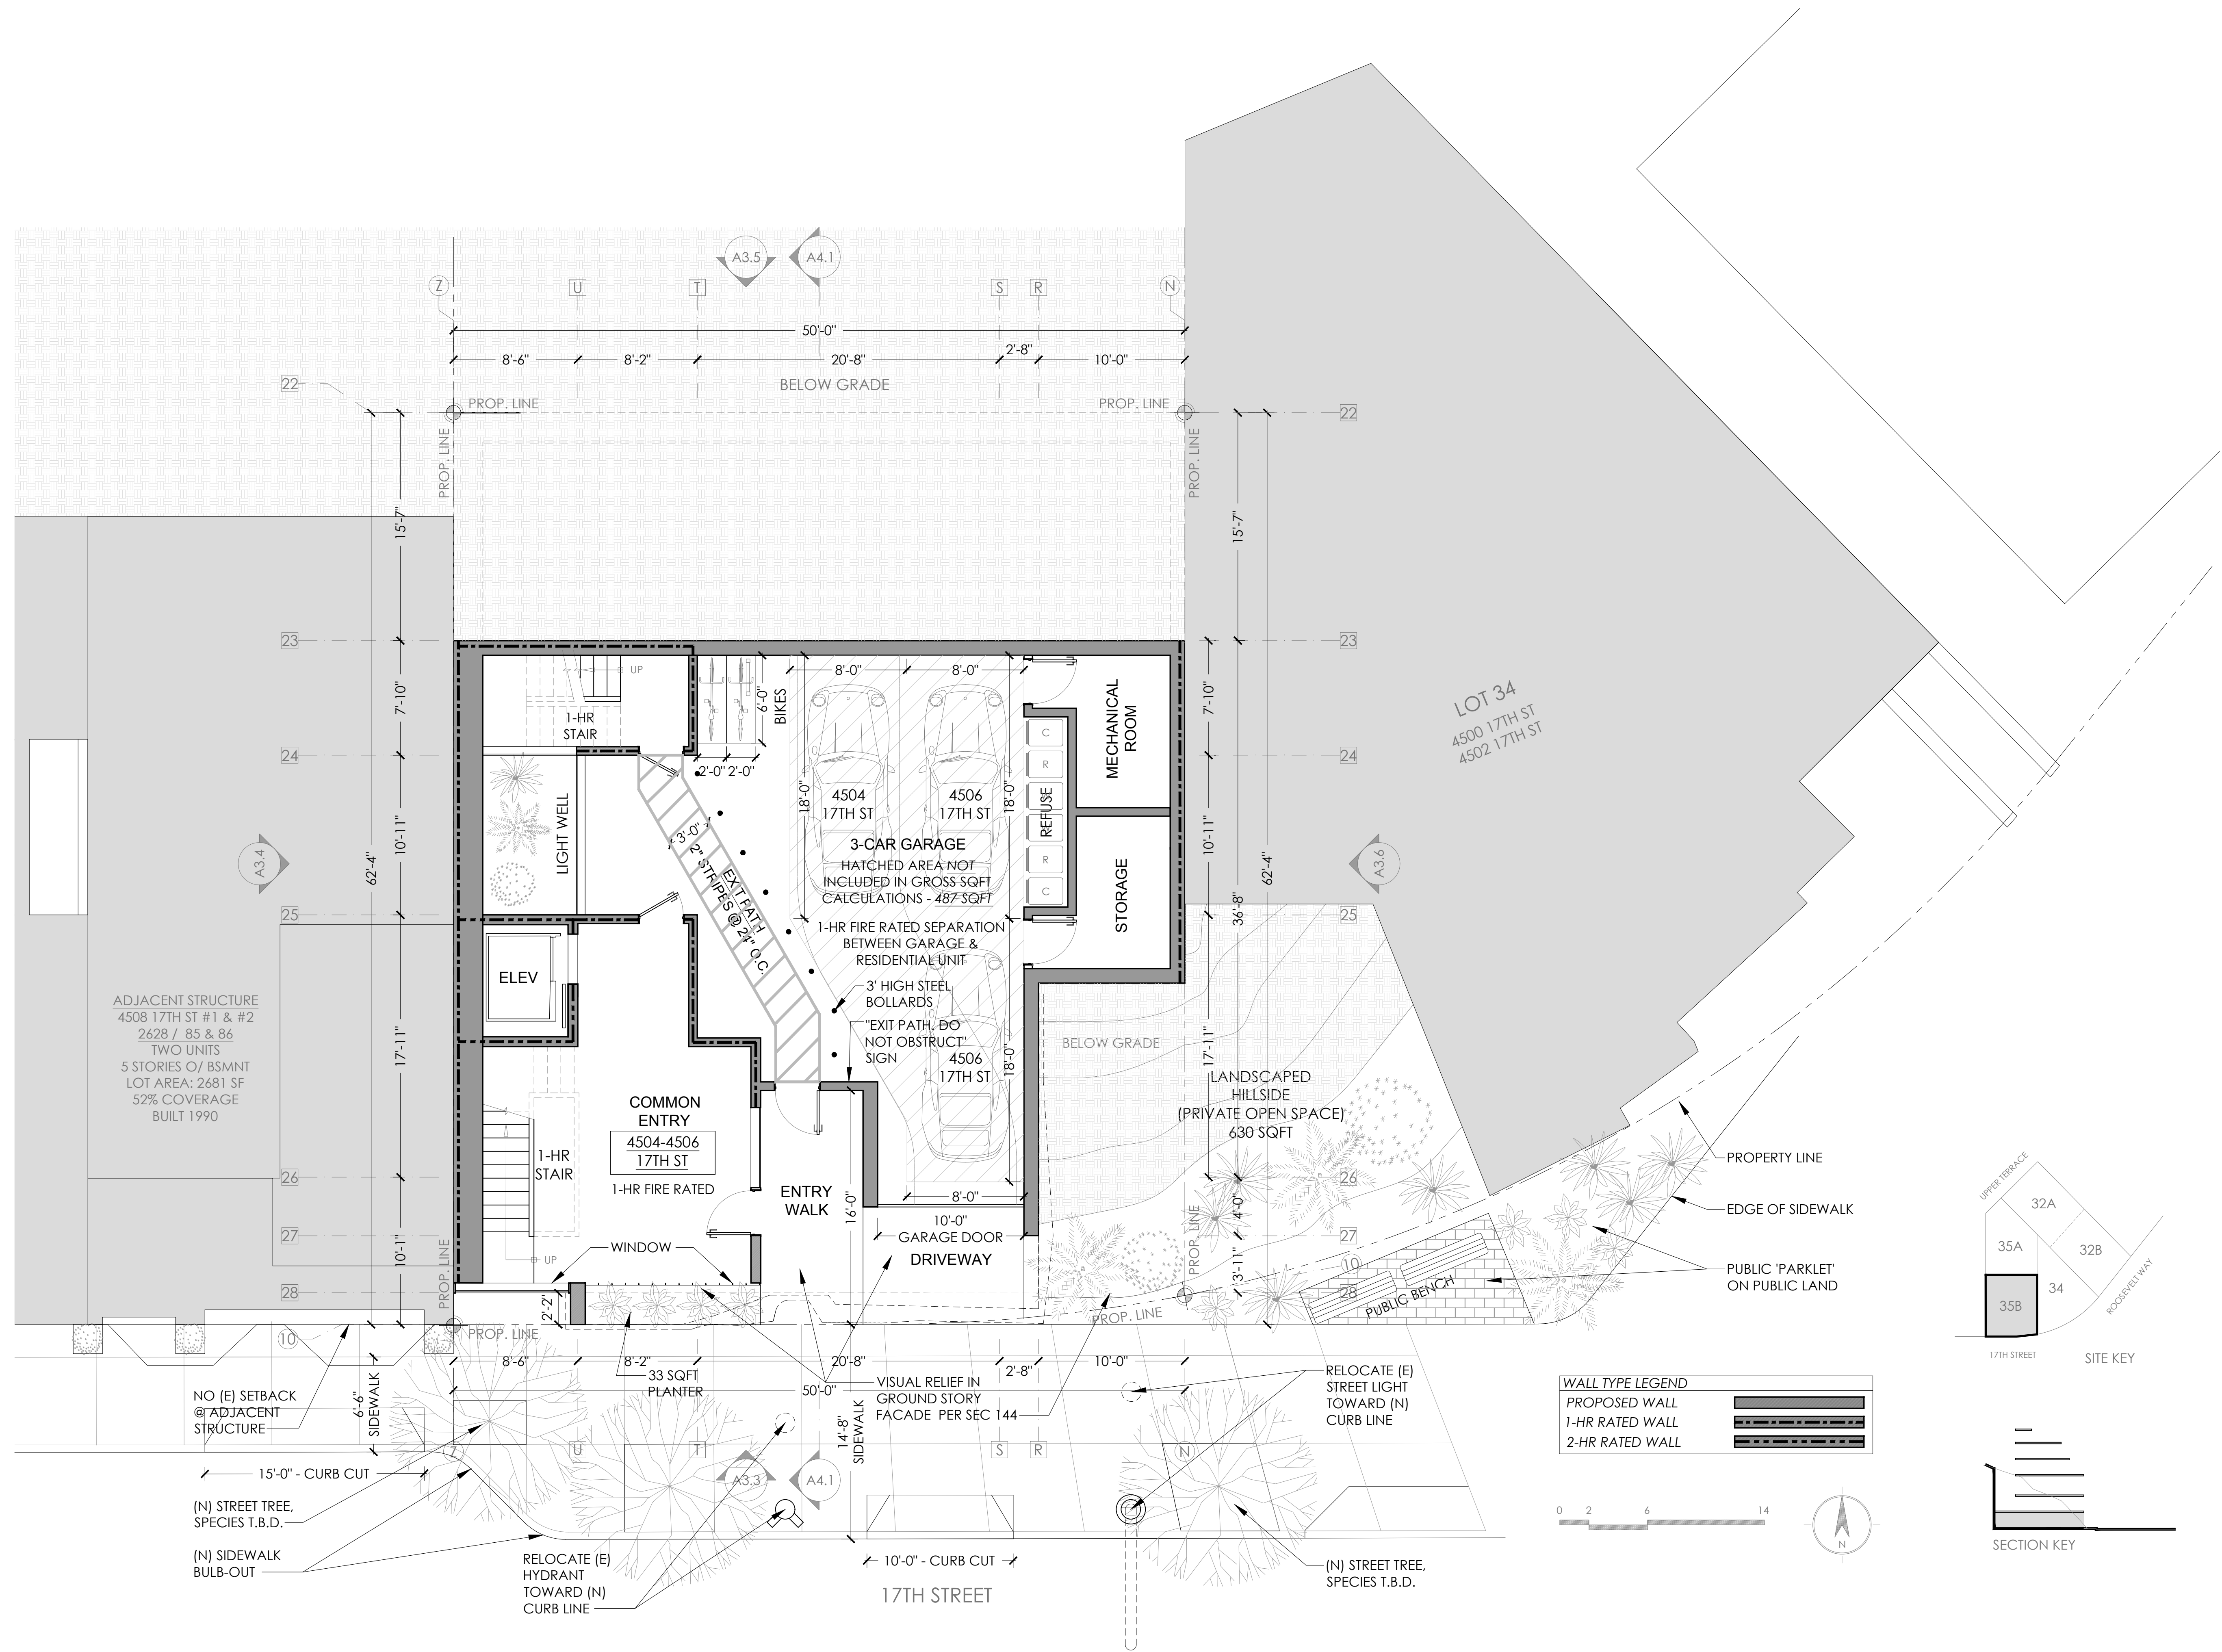 A3.5
A4.1
Z
U
T
S
R
N
50'-0"
8'-6"
8'-2"
20'-8"
2'-8"
10'-0"
BELOW GRADE
22
PROP. LINE
PROP. LINE
22
PROP. LINE
PROP. LINE
15'-7"
15'-7"
23
23
UP
1-HR
STAIR
6'-0"
BIKES
8'-0"
8'-0"
MECHANICAL
ROOM
7'-10"
7'-10"
LOT 34
4500 17TH ST
4502 17TH ST
24
24
2'-0"
2'-0"
C
R
REFUSE
R
C
LIGHT WELL
18'-0"
18'-0"
4504
17TH ST
4506
17TH ST
3'-0"
2" STRIPES @ 24" O.C.
EXIT PATH
3-CAR GARAGE
HATCHED AREA NOT
INCLUDED IN GROSS SQFT
CALCULATIONS - 487 SQFT
STORAGE
A3.4
62'-4"
10'-11"
10'-11"
36'-8"
62'-4"
A3.6
25
25
1-HR FIRE RATED SEPARATION
BETWEEN GARAGE &
RESIDENTIAL UNIT
ELEV
3' HIGH STEEL
BOLLARDS
"EXIT PATH. DO
NOT OBSTRUCT"
SIGN
4506
17TH ST
18'-0"
ADJACENT STRUCTURE
4508 17TH ST #1 & #2
2628 / 85 & 86
TWO UNITS
5 STORIES O/ BSMNT
LOT AREA: 2681 SF
52% COVERAGE
BUILT 1990
17'-11"
17'-11"
BELOW GRADE
LANDSCAPED
HILLSIDE
(PRIVATE OPEN SPACE)
630 SQFT
COMMON
ENTRY
4504-4506
17TH ST
1-HR FIRE RATED
1-HR
STAIR
UP
ENTRY
WALK
16'-0"
8'-0"
10'-0"
GARAGE DOOR
DRIVEWAY
WINDOW
26
26
4'-0"
27
27
3'-11"
10
28
28
10'-1"
PROP. LINE
PROP. LINE
2'-2"
PUBLIC BENCH
PROPERTY LINE
EDGE OF SIDEWALK
PUBLIC 'PARKLET'
ON PUBLIC LAND
10
PROP. LINE
PROP. LINE
8'-6"
8'-2"
20'-8"
2'-8"
10'-0"
50'-0"
33 SQFT
PLANTER
VISUAL RELIEF IN
GROUND STORY
FACADE PER SEC 144
NO (E) SETBACK
@ ADJACENT
STRUCTURE
6'-6"
SIDEWALK
14'-8"
SIDEWALK
RELOCATE (E)
STREET LIGHT
TOWARD (N)
CURB LINE
Z
U
T
S
R
N
A3.3
A4.1
15'-0" - CURB CUT
(N) STREET TREE,
SPECIES T.B.D.
(N) SIDEWALK
BULB-OUT
RELOCATE (E)
HYDRANT
TOWARD (N)
CURB LINE
10'-0" - CURB CUT
17TH STREET
(N) STREET TREE,
SPECIES T.B.D.
WALL TYPE LEGEND
PROPOSED WALL
1-HR RATED WALL
2-HR RATED WALL
0 2 6 14
N
UPPER TERRACE
32A
35A
32B
34
35B
ROOSEVELT WAY
17TH STREET
SITE KEY
SECTION KEY